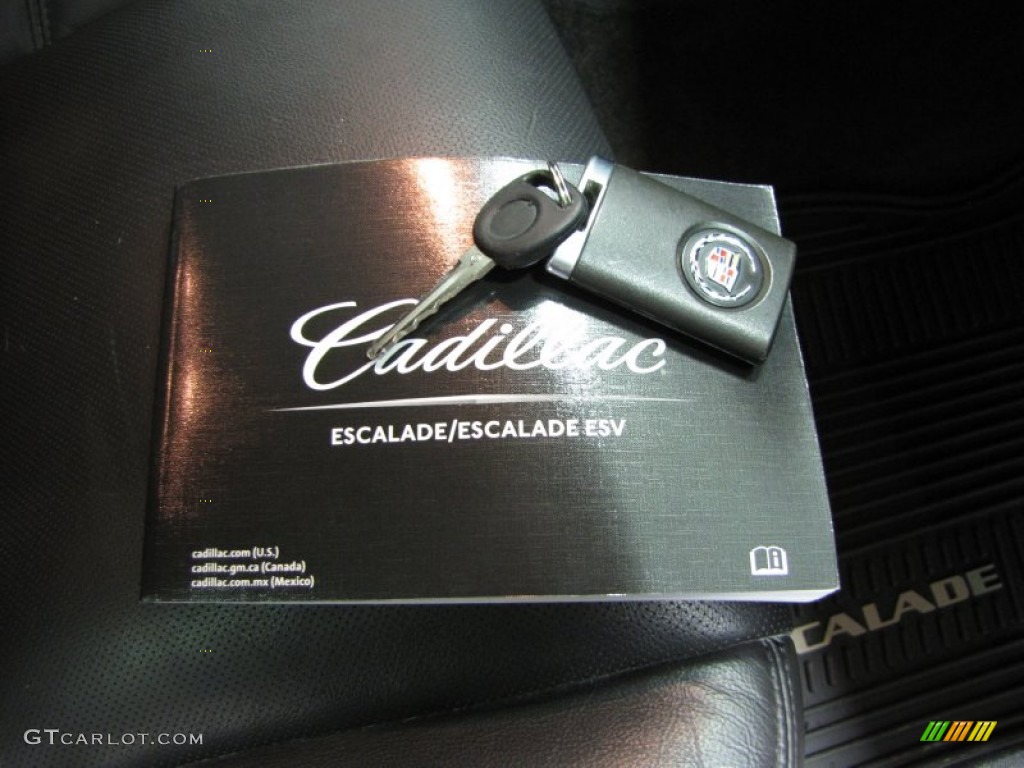 Cadillac
ESCALADE/ESCALADE ESV
cadillac.com (U.S.)
cadillac.gm.ca (Canada)
cadillac.com.mx (Mexico)
CALADE
GTCARLOT.COM